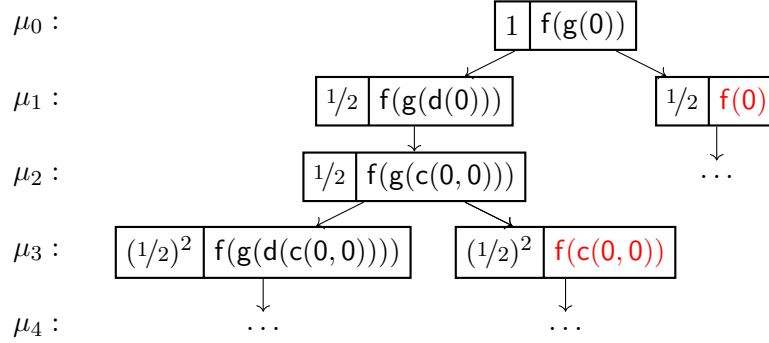 μ₀ : 1 f(g(0))
μ₁ : 1/2 f(g(d(0))) 1/2 f(0)
μ₂ : 1/2 f(g(c(0, 0))) ...
μ₃ : (1/2)² f(g(d(c(0, 0)))) (1/2)² f(c(0, 0))
μ₄ : ... ...